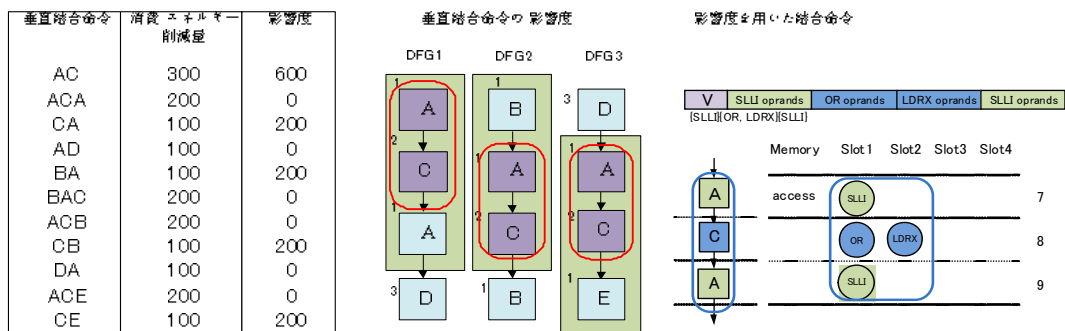 垂直結合命令 消費エネルギー削減量 影響度
AC 300 600
ACA 200 0
CA 100 200
AD 100 0
BA 100 200
BAC 200 0
ACB 200 0
CB 100 200
DA 100 0
ACE 200 0
CE 100 200
垂直結合命令の影響度
DFG1 DFG2 DFG3
1 A
2 C
1 A
3 D
1 B
1 A
2 C
1 B
3 D
1 A
2 C
1 E
影響度を用いた結合命令
V SLLI oprands OR oprands LDRX oprands SLLI oprands
{SLLI}{OR, LDRX}{SLLI}
Memory Slot1 Slot2 Slot3 Slot4
A access SLLI 7
C OR LDRX 8
A SLLI 9